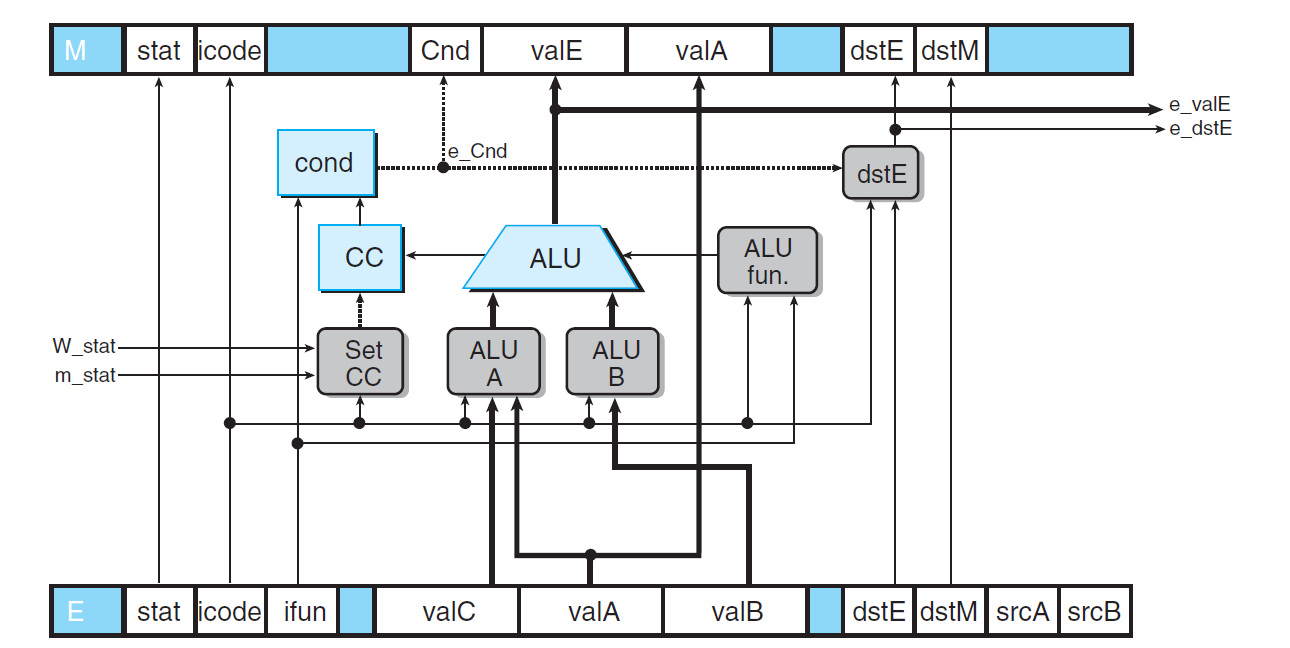 M stat icode Cnd valE valA dstE dstM
e_valE
e_dstE
e_Cnd
cond
dstE
CC
ALU
ALU
fun.
W_stat
m_stat
Set
CC
ALU
A
ALU
B
E stat icode ifun valC valA valB dstE dstM srcA srcB